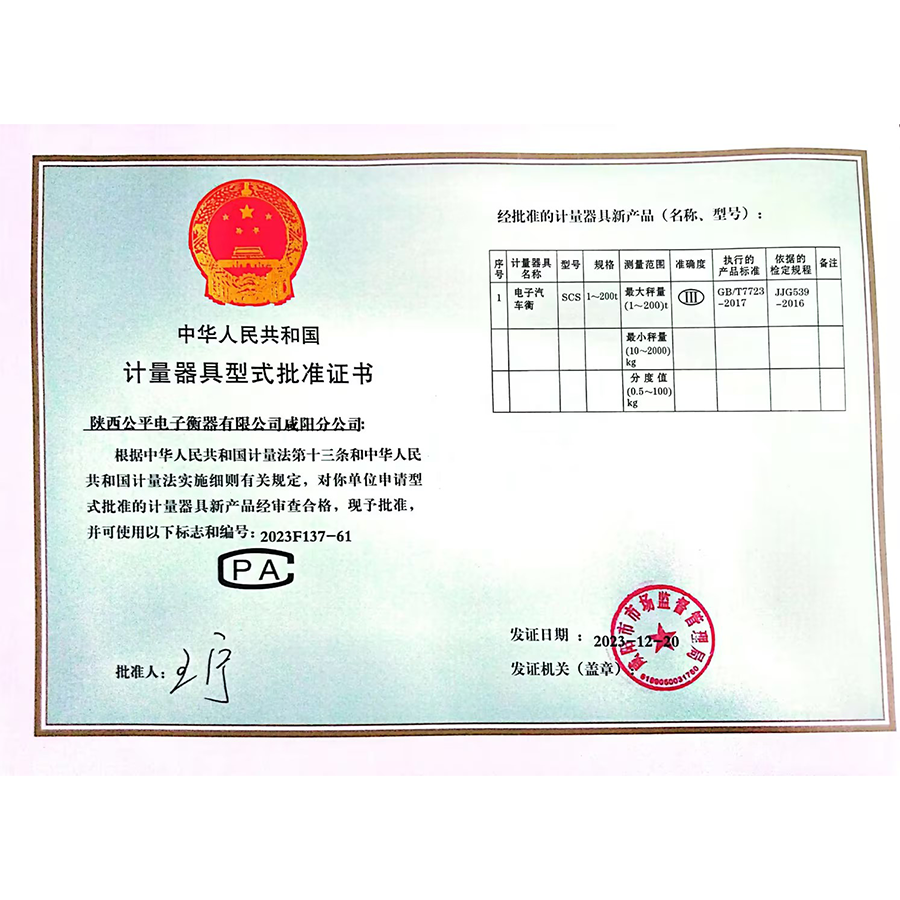 中华人民共和国
计量器具型式批准证书
陕西公平电子衡器有限公司咸阳分公司:
根据中华人民共和国计量法第十三条和中华人民
共和国计量法实施细则有关规定，对你单位申请型
式批准的计量器具新产品经审查合格，现予批准，
并可使用以下标志和编号：2023F137-61
PA
批准人：
经批准的计量器具新产品（名称、型号）：
序号 计量器具名称 型号 规格 测量范围 准确度 执行的产品标准 依据的检定规程 备注
1 电子汽车衡 SCS 1～200t 最大秤量(1～200)t III GB/T7723-2017 JJG539-2016
最小秤量(10～2000)kg
分度值(0.5～100)kg
发证日期：2023-12-20
发证机关（盖章）
咸阳市市场监督管理局